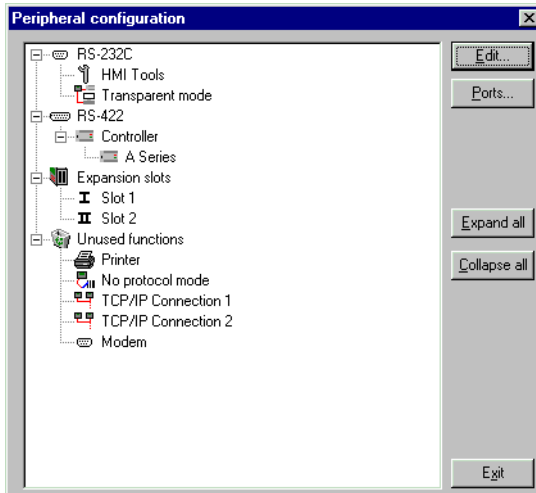 Peripheral configuration
RS-232C
HMI Tools
Transparent mode
RS-422
Controller
A Series
Expansion slots
I Slot 1
II Slot 2
Unused functions
Printer
No protocol mode
TCP/IP Connection 1
TCP/IP Connection 2
Modem
Edit...
Ports...
Expand all
Collapse all
Exit